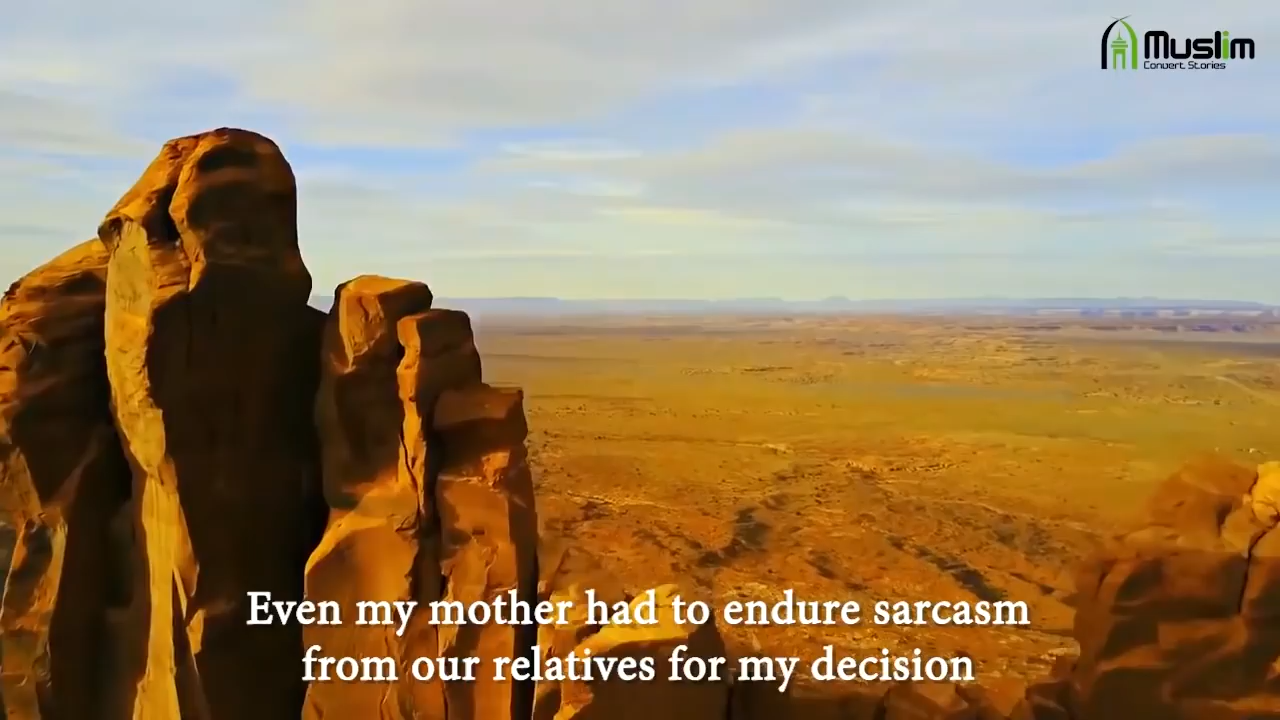 Muslim
Convert Stories
Even my mother had to endure sarcasm
from our relatives for my decision